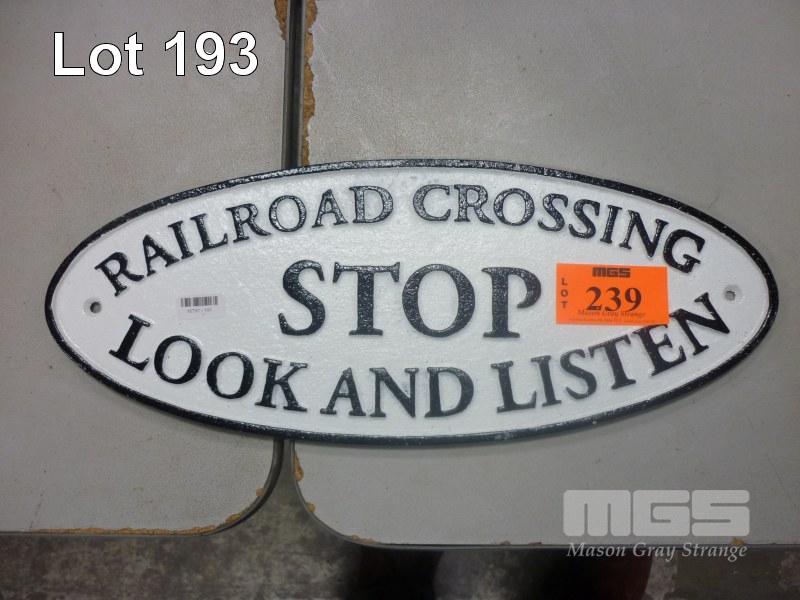 Lot 193
RAILROAD CROSSING
STOP
LOOK AND LISTEN
MGS
LOT
239
Mason Gray Strange
MGS
Mason Gray Strange